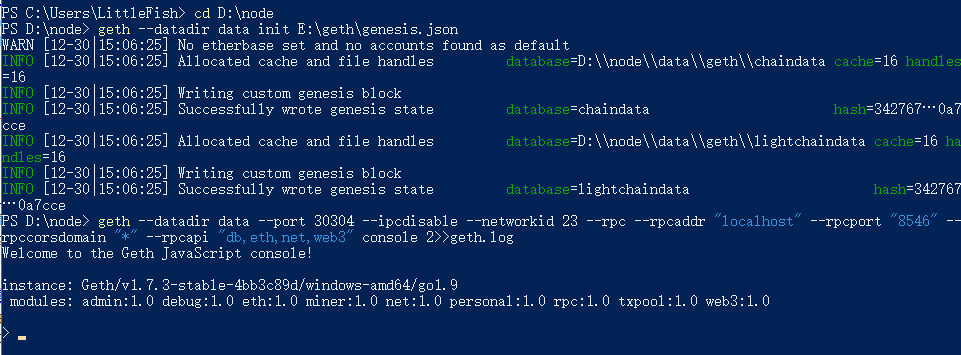 PS C:\Users\LittleFish> cd D:\node
PS D:\node> geth --datadir data init E:\geth\genesis.json
WARN [12-30|15:06:25] No etherbase set and no accounts found as default
INFO [12-30|15:06:25] Allocated cache and file handles         database=D:\\node\\data\\geth\\chaindata cache=16 handles
=16
INFO [12-30|15:06:25] Writing custom genesis block
INFO [12-30|15:06:25] Successfully wrote genesis state         database=chaindata                          hash=342767…0a7
cce
INFO [12-30|15:06:25] Allocated cache and file handles         database=D:\\node\\data\\geth\\lightchaindata cache=16 ha
ndles=16
INFO [12-30|15:06:25] Writing custom genesis block
INFO [12-30|15:06:25] Successfully wrote genesis state         database=lightchaindata                          hash=342767
…0a7cce
PS D:\node> geth --datadir data --port 30304 --ipcdisable --networkid 23 --rpc --rpcaddr "localhost" --rpcport "8546" --
rpccorsdomain "*" --rpcapi "db,eth,net,web3" console 2>>geth.log
Welcome to the Geth JavaScript console!

instance: Geth/v1.7.3-stable-4bb3c89d/windows-amd64/go1.9
 modules: admin:1.0 debug:1.0 eth:1.0 miner:1.0 net:1.0 personal:1.0 rpc:1.0 txpool:1.0 web3:1.0

>